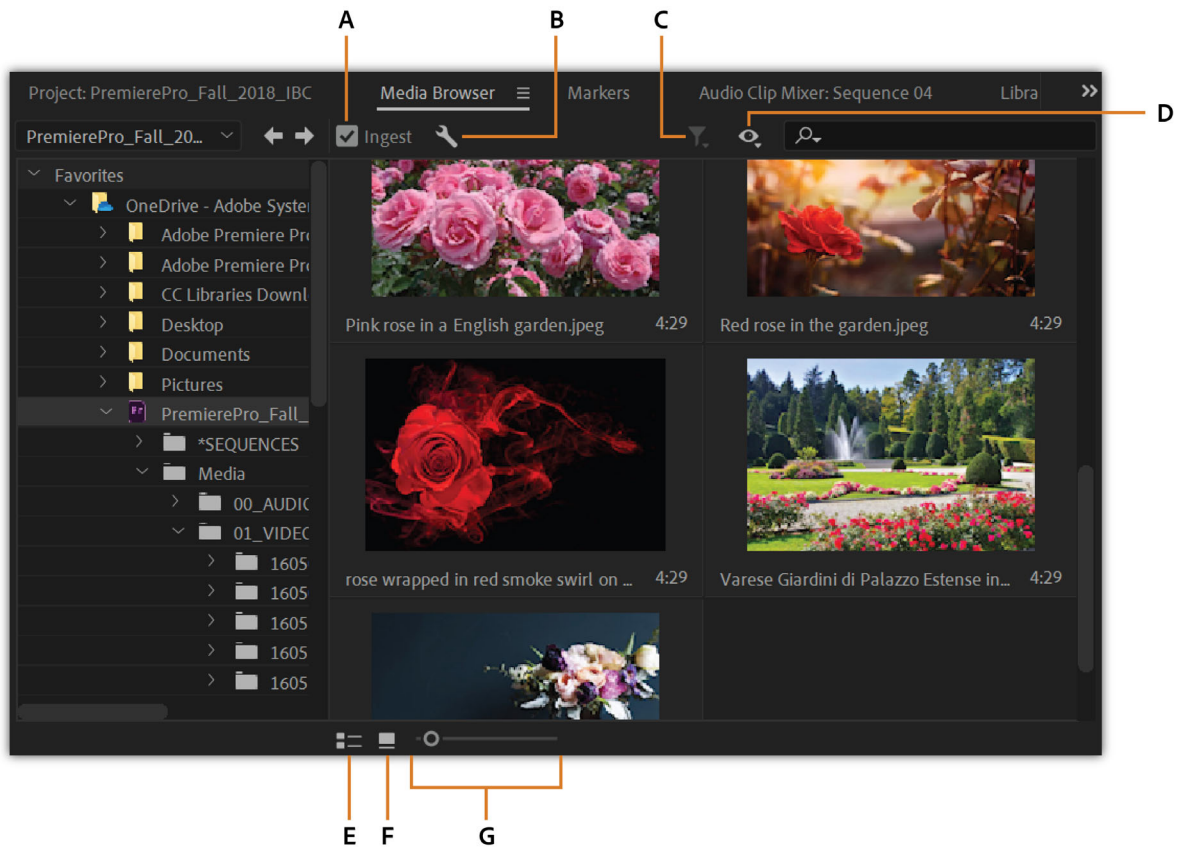 A B C
Project: PremierePro_Fall_2018_IBC Media Browser Markers Audio Clip Mixer: Sequence 04 Libra
D
PremierePro_Fall_20... Ingest
Favorites
OneDrive - Adobe Syste
Adobe Premiere Pr
Adobe Premiere Pr
CC Libraries Downl
Desktop
Documents
Pictures
PremierePro_Fall_
*SEQUENCES
Media
00_AUDIO
01_VIDEO
1605
1605
1605
1605
1605
Pink rose in a English garden.jpeg 4:29
Red rose in the garden.jpeg 4:29
rose wrapped in red smoke swirl on ... 4:29
Varese Giardini di Palazzo Estense in... 4:29
E F G